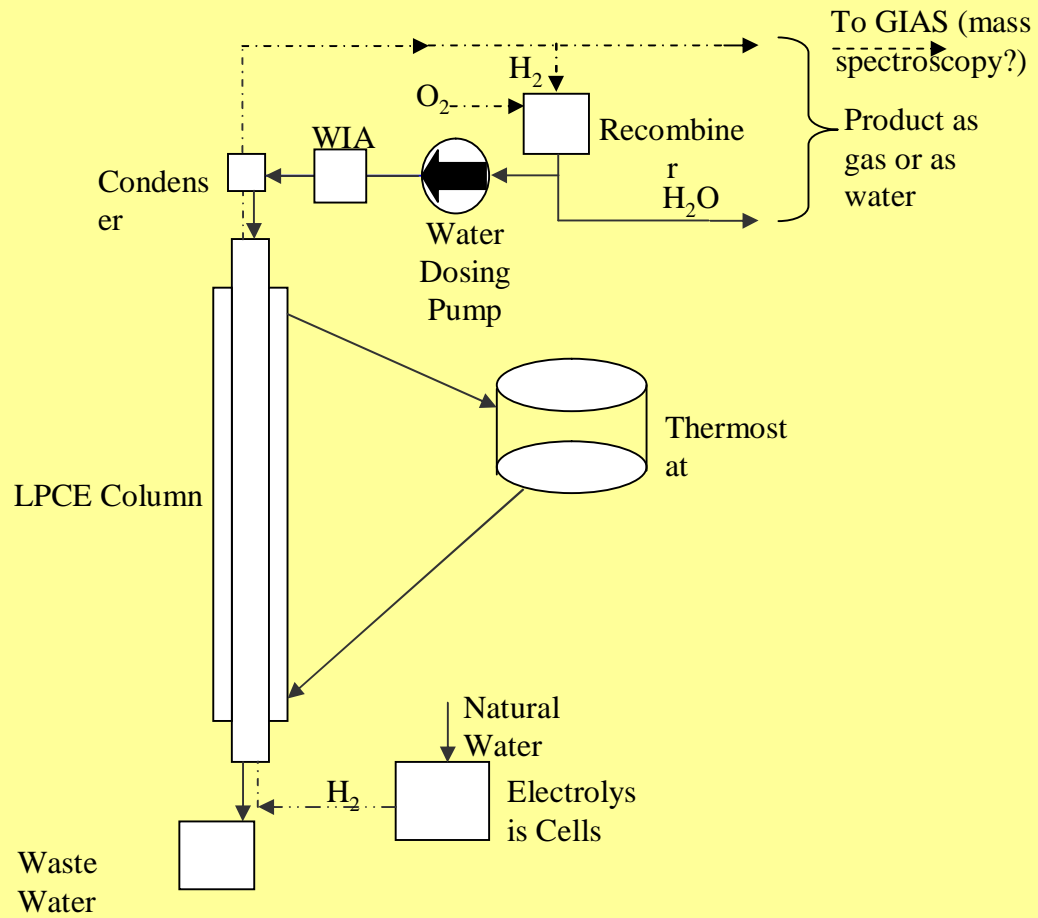 To GIAS (mass
spectroscopy?)
H2
O2
Recombine
r
WIA
Product as
gas or as
water
Condens
er
H2O
Water
Dosing
Pump
Thermost
at
LPCE Column
Natural
Water
H2
Electrolys
is Cells
Waste
Water